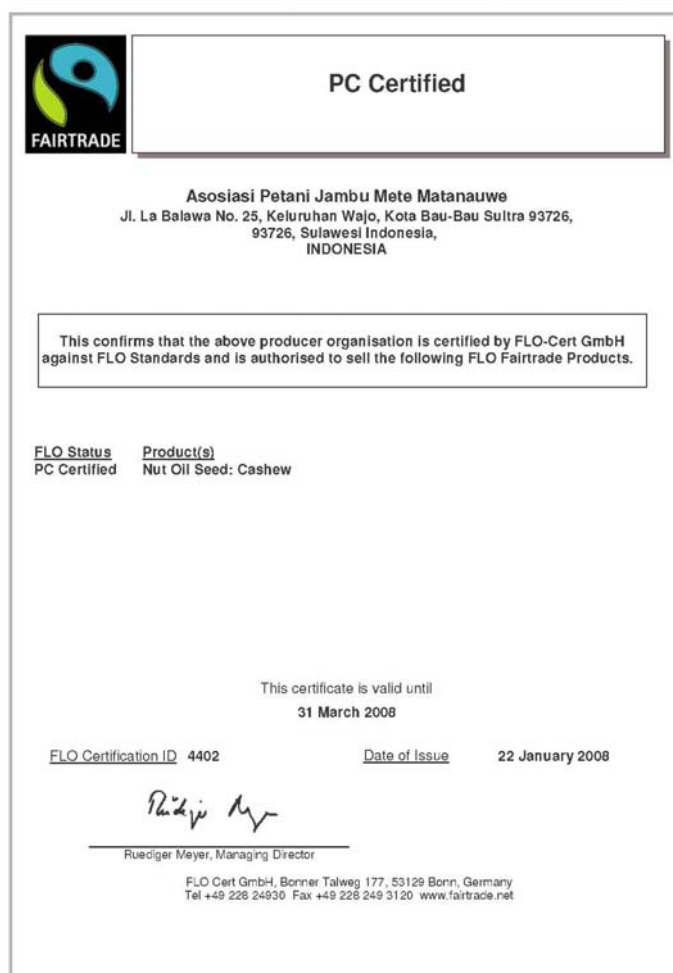 FAIRTRADE
PC Certified
Asosiasi Petani Jambu Mete Matanauwe
Jl. La Balawa No. 25, Keluruhan Wajo, Kota Bau-Bau Sultra 93726,
93726, Sulawesi Indonesia,
INDONESIA
This confirms that the above producer organisation is certified by FLO-Cert GmbH
against FLO Standards and is authorised to sell the following FLO Fairtrade Products.
FLO Status Product(s)
PC Certified Nut Oil Seed: Cashew
This certificate is valid until
31 March 2008
FLO Certification ID 4402 Date of Issue 22 January 2008
Ruediger Meyer, Managing Director
FLO Cert GmbH, Bonner Talweg 177, 53129 Bonn, Germany
Tel +49 228 24930 Fax +49 228 249 3120 www.fairtrade.net